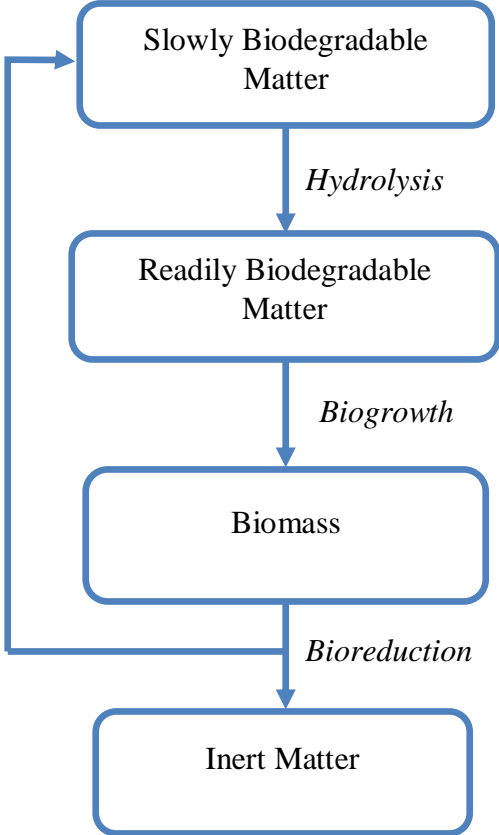 Slowly Biodegradable
Matter
Hydrolysis
Readily Biodegradable
Matter
Biogrowth
Biomass
Bioreduction
Inert Matter